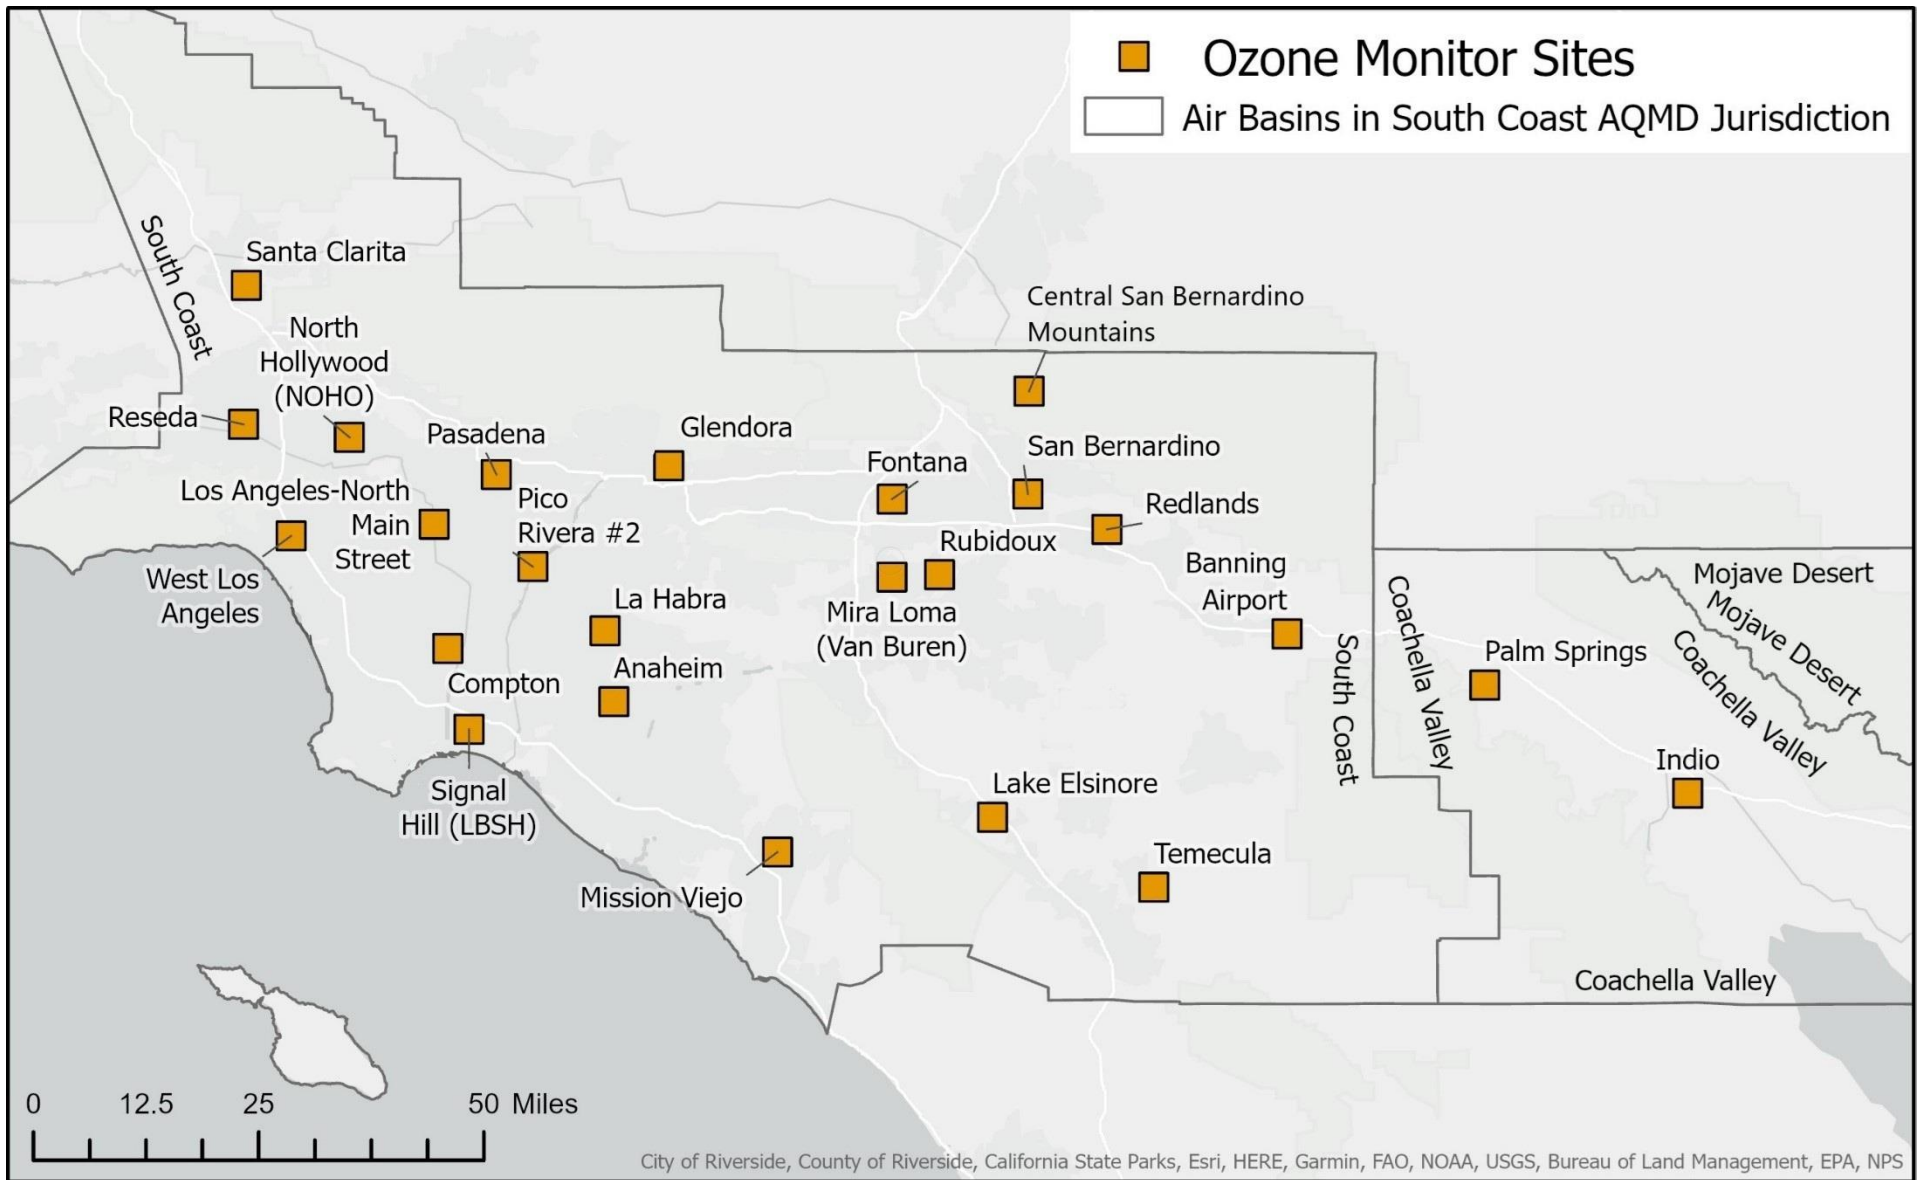 Ozone Monitor Sites
Air Basins in South Coast AQMD Jurisdiction
South Coast
Santa Clarita
North
Hollywood
(NOHO)
Central San Bernardino
Mountains
Reseda
Pasadena
Glendora
Fontana
San Bernardino
Los Angeles-North
Main
Street
Pico
Rivera #2
Redlands
Rubidoux
West Los
Angeles
La Habra
Mira Loma
(Van Buren)
Banning
Airport
Mojave Desert
Mojave Desert
Coachella Valley
Coachella Valley
South Coast
Palm Springs
Compton
Anaheim
Indio
Signal
Hill (LBSH)
Lake Elsinore
Mission Viejo
Temecula
Coachella Valley
0 12.5 25 50 Miles
City of Riverside, County of Riverside, California State Parks, Esri, HERE, Garmin, FAO, NOAA, USGS, Bureau of Land Management, EPA, NPS